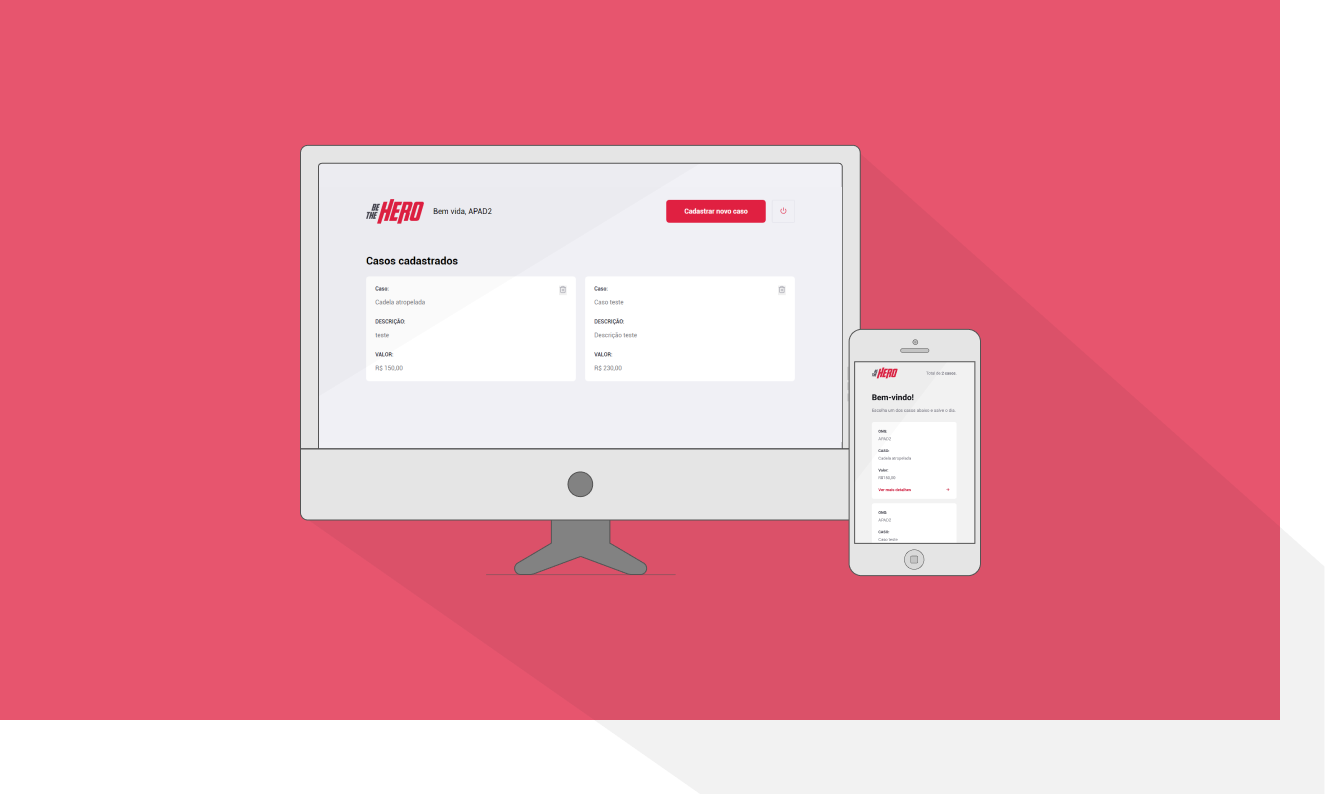 BE THE HERO
Bem vida, APAD2
Cadastrar novo caso
Casos cadastrados
Caso:
Cadela atropelada
DESCRIÇÃO:
teste
VALOR:
R$ 150,00
Caso:
Caso teste
DESCRIÇÃO:
Descrição teste
VALOR:
R$ 230,00
BE THE HERO
Total de 2 casos.
Bem-vindo!
Escolha um dos casos abaixo e salve o dia.
ONG:
APAD2
CASO:
Cadela atropelada
Valor:
R$150,00
Ver mais detalhes
ONG:
APAD2
CASO:
Caso teste